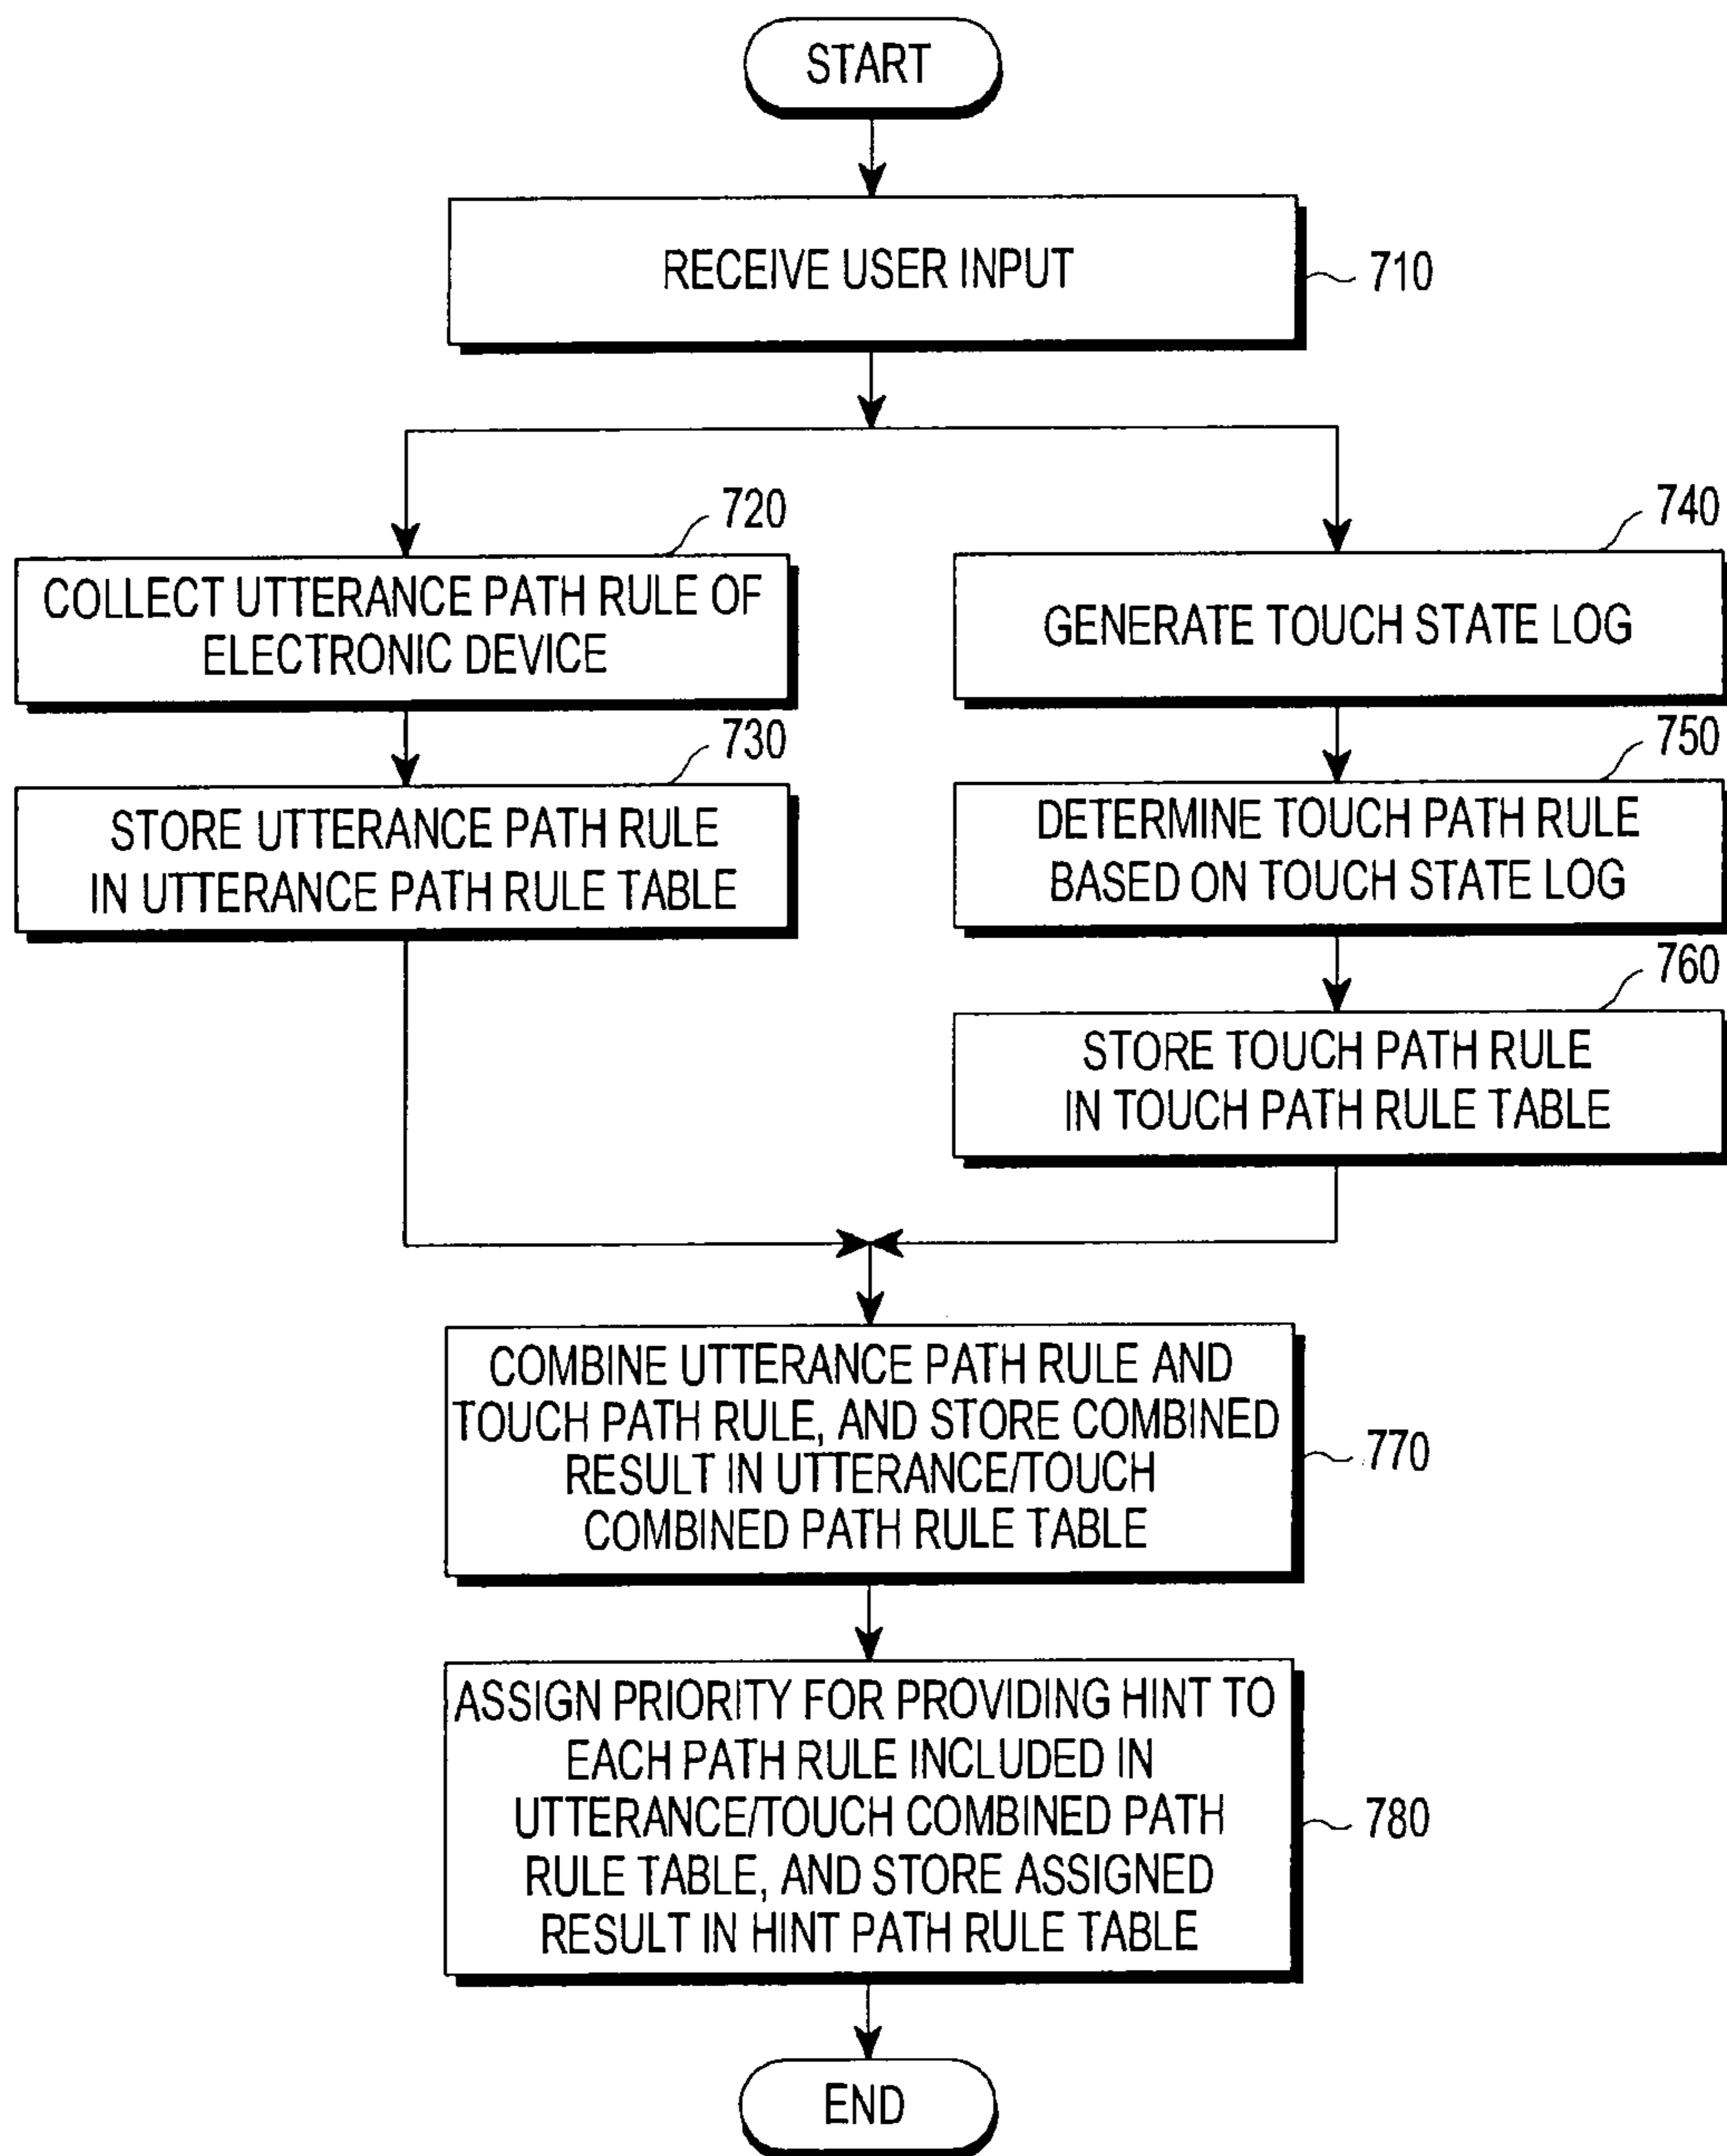 START
RECEIVE USER INPUT
710
720
COLLECT UTTERANCE PATH RULE OF
ELECTRONIC DEVICE
730
STORE UTTERANCE PATH RULE
IN UTTERANCE PATH RULE TABLE
740
GENERATE TOUCH STATE LOG
750
DETERMINE TOUCH PATH RULE
BASED ON TOUCH STATE LOG
760
STORE TOUCH PATH RULE
IN TOUCH PATH RULE TABLE
COMBINE UTTERANCE PATH RULE AND
TOUCH PATH RULE, AND STORE COMBINED
RESULT IN UTTERANCE/TOUCH
COMBINED PATH RULE TABLE
770
ASSIGN PRIORITY FOR PROVIDING HINT TO
EACH PATH RULE INCLUDED IN
UTTERANCE/TOUCH COMBINED PATH
RULE TABLE, AND STORE ASSIGNED
RESULT IN HINT PATH RULE TABLE
780
END